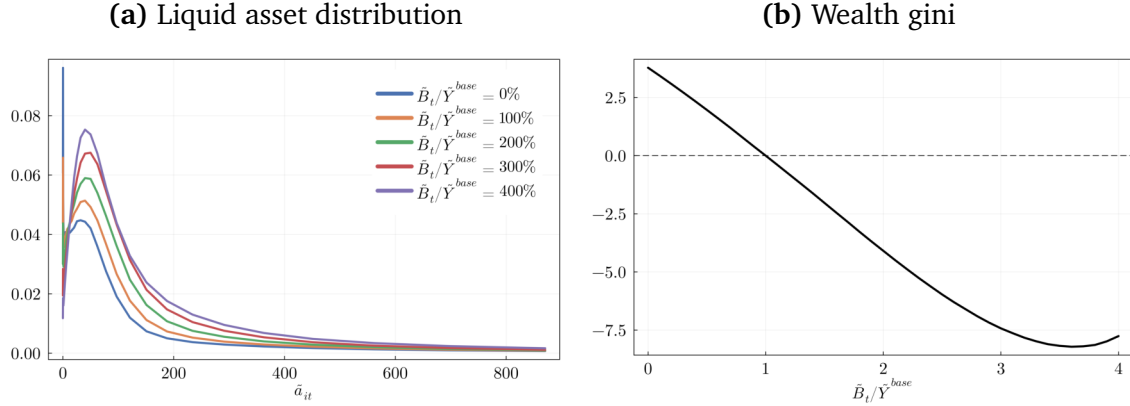 (a) Liquid asset distribution
0.08
0.06
0.04
0.02
0.00
0
200
400
600
800
ã_it
B̃_t/Ỹ^base = 0%
B̃_t/Ỹ^base = 100%
B̃_t/Ỹ^base = 200%
B̃_t/Ỹ^base = 300%
B̃_t/Ỹ^base = 400%
(b) Wealth gini
2.5
0.0
−2.5
−5.0
−7.5
0
1
2
3
4
B̃_t/Ỹ^base